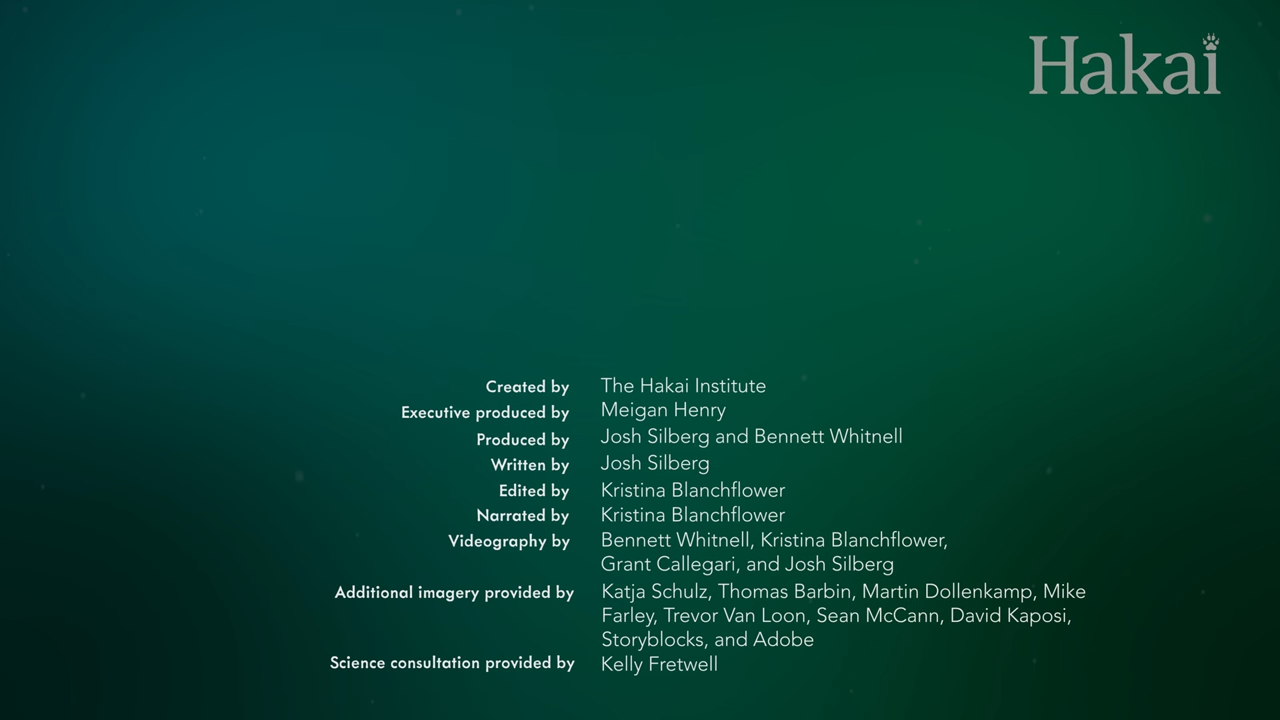 Hakai
Created by The Hakai Institute
Executive produced by Meigan Henry
Produced by Josh Silberg and Bennett Whitnell
Written by Josh Silberg
Edited by Kristina Blanchflower
Narrated by Kristina Blanchflower
Videography by Bennett Whitnell, Kristina Blanchflower,
Grant Callegari, and Josh Silberg
Additional imagery provided by Katja Schulz, Thomas Barbin, Martin Dollenkamp, Mike
Farley, Trevor Van Loon, Sean McCann, David Kaposi,
Storyblocks, and Adobe
Science consultation provided by Kelly Fretwell